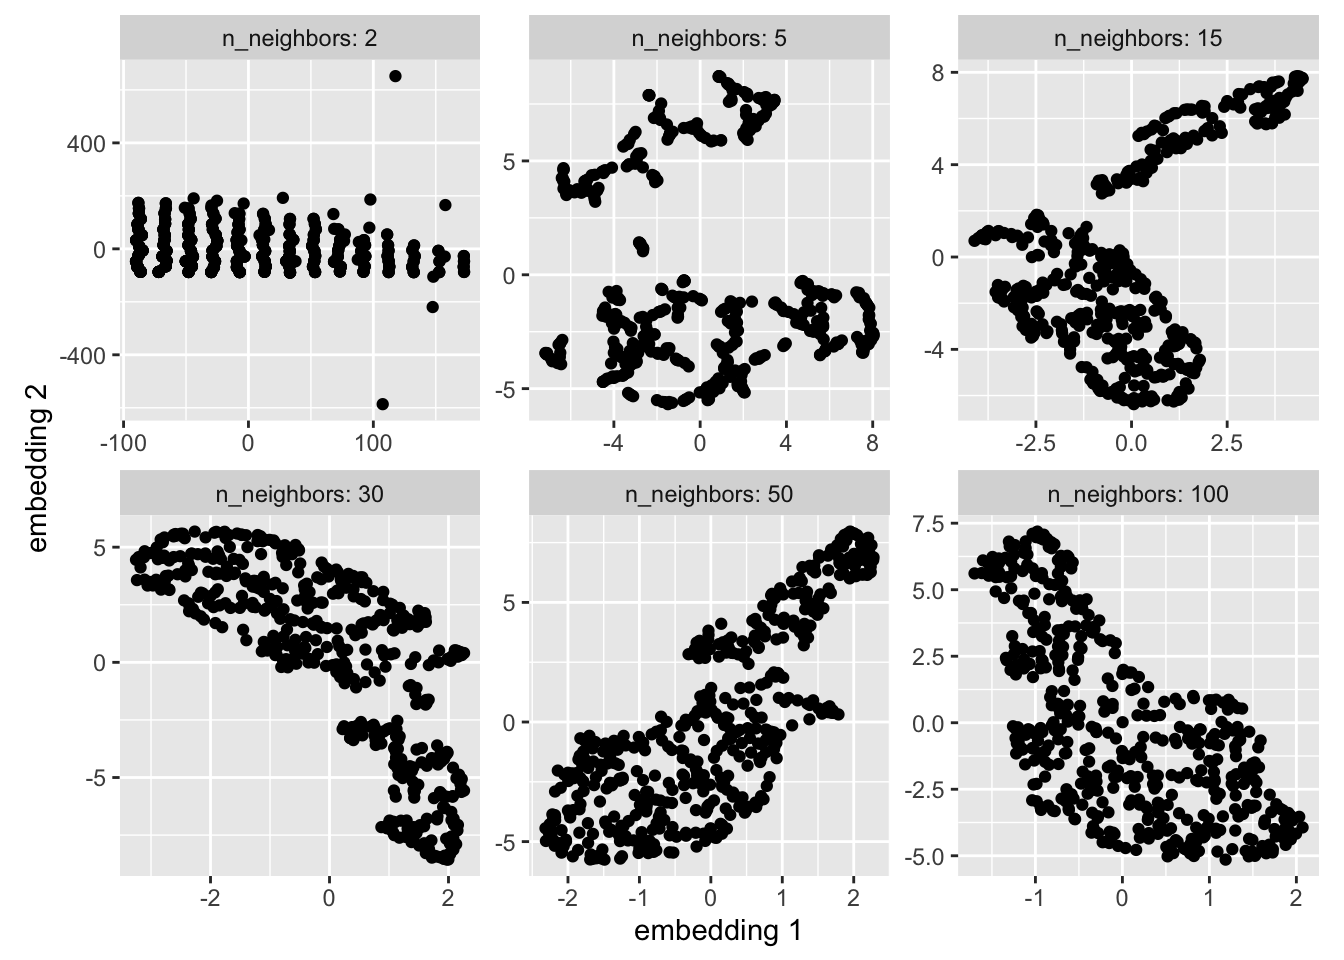 n_neighbors: 2
n_neighbors: 5
n_neighbors: 15
400
0
-400
-100 0 100
5
0
-5
-4 0 4 8
8
4
0
-4
-2.5 0.0 2.5
embedding 2
n_neighbors: 30
n_neighbors: 50
n_neighbors: 100
5
0
-5
-2 0 2
5
0
-5
-2 -1 0 1 2
7.5
5.0
2.5
0.0
-2.5
-5.0
-1 0 1 2
embedding 1